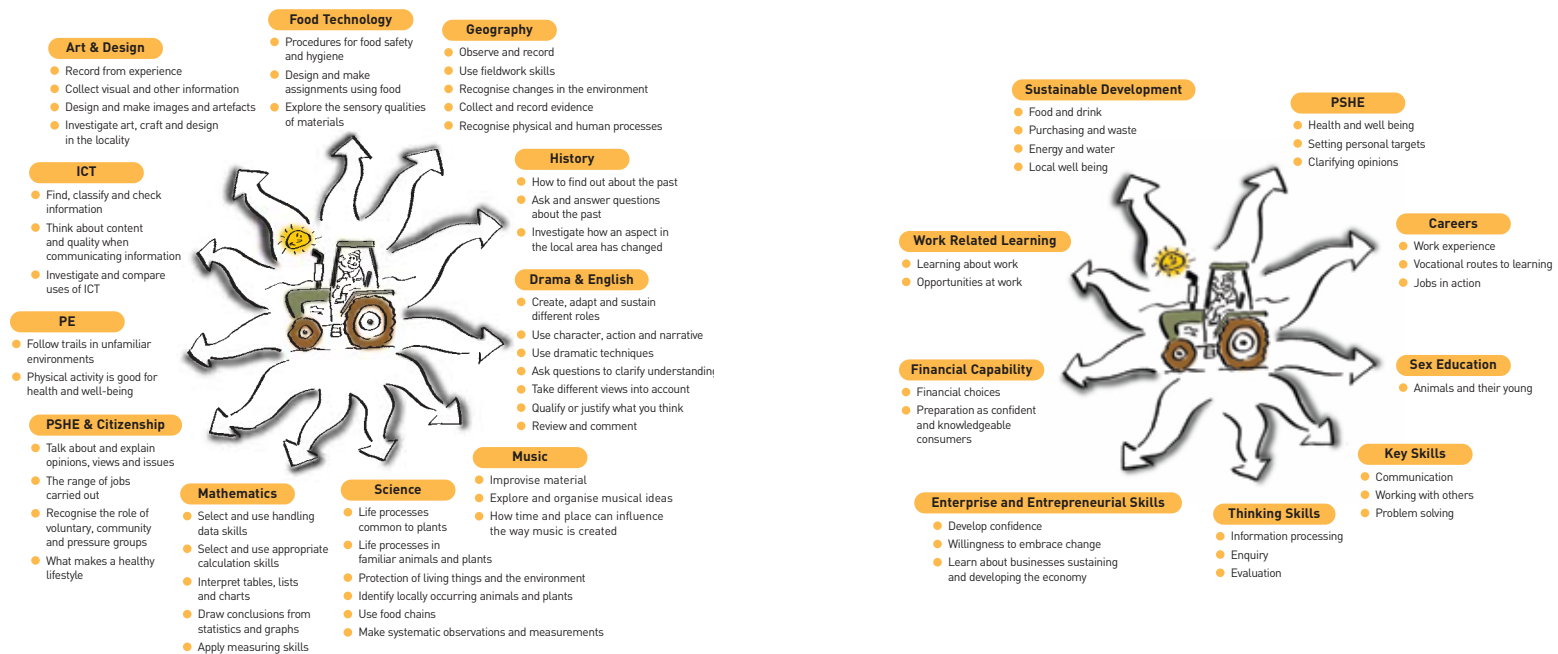 Food Technology
Procedures for food safety
and hygiene
Design and make
assignments using food
Explore the sensory qualities
of materials
Geography
Observe and record
Use fieldwork skills
Recognise changes in the environment
Collect and record evidence
Recognise physical and human processes
Art & Design
Record from experience
Collect visual and other information
Design and make images and artefacts
Investigate art, craft and design
in the locality
History
How to find out about the past
Ask and answer questions
about the past
Investigate how an aspect in
the local area has changed
ICT
Find, classify and check
information
Think about content
and quality when
communicating information
Investigate and compare
uses of ICT
Drama & English
Create, adapt and sustain
different roles
Use character, action and narrative
Use dramatic techniques
Ask questions to clarify understanding
Take different views into account
Qualify or justify what you think
Review and comment
PE
Follow trails in unfamiliar
environments
Physical activity is good for
health and well-being
PSHE & Citizenship
Talk about and explain
opinions, views and issues
The range of jobs
carried out
Recognise the role of
voluntary, community
and pressure groups
What makes a healthy
lifestyle
Music
Improvise material
Explore and organise musical ideas
How time and place can influence
the way music is created
Mathematics
Select and use handling
data skills
Select and use appropriate
calculation skills
Interpret tables, lists
and charts
Draw conclusions from
statistics and graphs
Apply measuring skills
Science
Life processes
common to plants
Life processes in
familiar animals and plants
Protection of living things and the environment
Identify locally occurring animals and plants
Use food chains
Make systematic observations and measurements
Sustainable Development
Food and drink
Purchasing and waste
Energy and water
Local well being
PSHE
Health and well being
Setting personal targets
Clarifying opinions
Work Related Learning
Learning about work
Opportunities at work
Careers
Work experience
Vocational routes to learning
Jobs in action
Financial Capability
Financial choices
Preparation as confident
and knowledgeable
consumers
Sex Education
Animals and their young
Key Skills
Communication
Working with others
Problem solving
Enterprise and Entrepreneurial Skills
Develop confidence
Willingness to embrace change
Learn about businesses sustaining
and developing the economy
Thinking Skills
Information processing
Enquiry
Evaluation